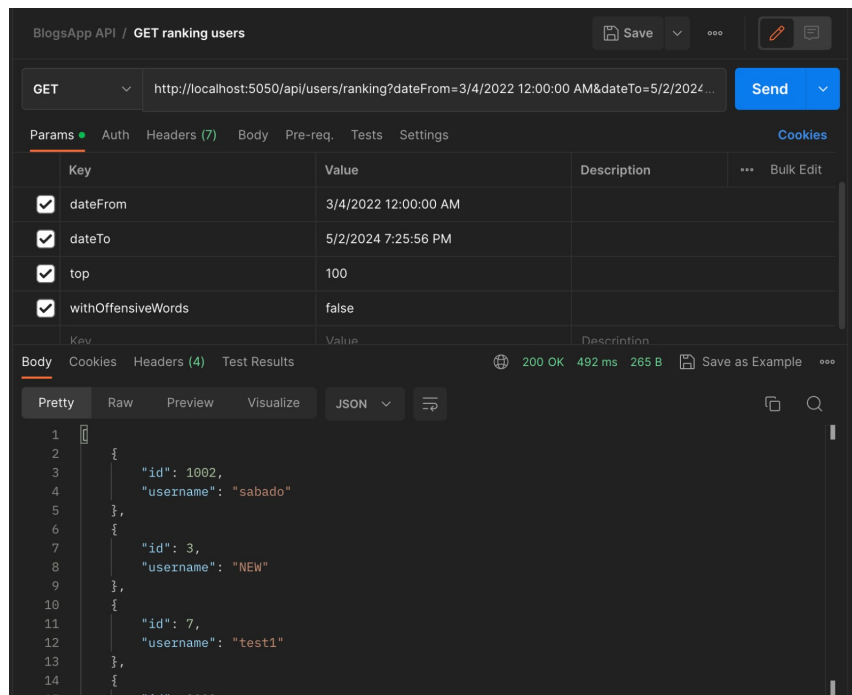 BlogsApp API / GET ranking users
Save
GET http://localhost:5050/api/users/ranking?dateFrom=3/4/2022 12:00:00 AM&dateTo=5/2/2024... Send
Params Auth Headers (7) Body Pre-req. Tests Settings Cookies
Key Value Description Bulk Edit
dateFrom 3/4/2022 12:00:00 AM
dateTo 5/2/2024 7:25:56 PM
top 100
withOffensiveWords false
Key Value Description
Body Cookies Headers (4) Test Results 200 OK 492 ms 265 B Save as Example
Pretty Raw Preview Visualize JSON
1 [
2 {
3 "id": 1002,
4 "username": "sabado"
5 },
6 {
7 "id": 3,
8 "username": "NEW"
9 },
10 {
11 "id": 7,
12 "username": "test1"
13 },
14 {